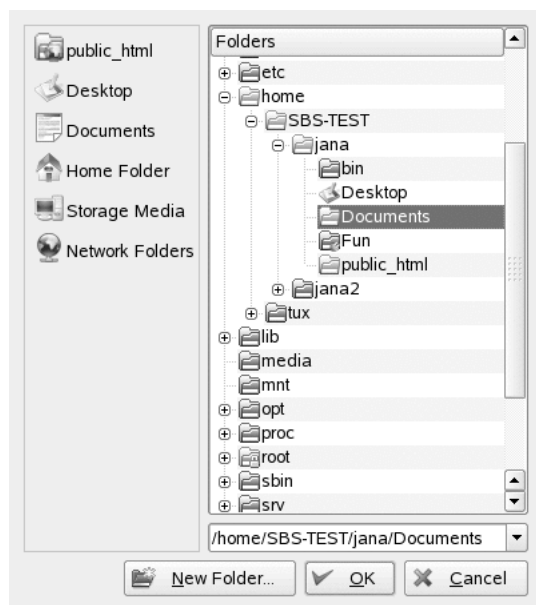 public_html
Desktop
Documents
Home Folder
Storage Media
Network Folders
Folders
etc
home
SBS-TEST
jana
bin
Desktop
Documents
Fun
public_html
jana2
tux
lib
media
mnt
opt
proc
root
sbin
srv
/home/SBS-TEST/jana/Documents
New Folder...
OK
Cancel